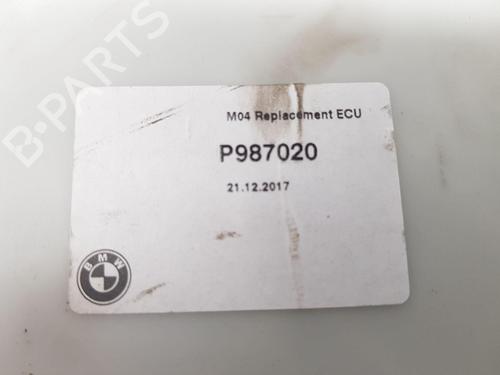 B-PARTS
M04 Replacement ECU
P987020
21.12.2017
BMW